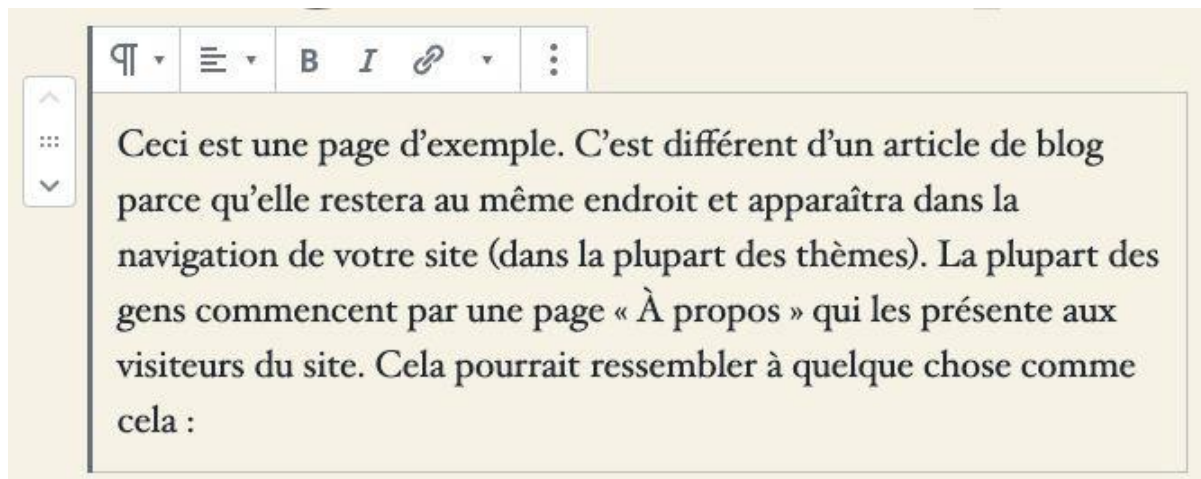 B I
Ceci est une page d’exemple. C’est différent d’un article de blog
parce qu’elle restera au même endroit et apparaîtra dans la
navigation de votre site (dans la plupart des thèmes). La plupart des
gens commencent par une page « À propos » qui les présente aux
visiteurs du site. Cela pourrait ressembler à quelque chose comme
cela :